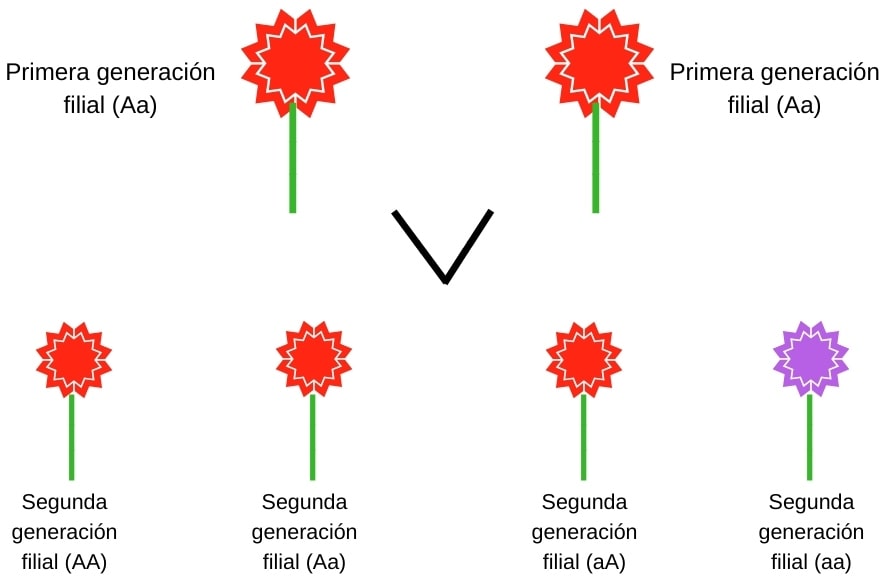 Primera generación
filial (Aa)
Primera generación
filial (Aa)
Segunda
generación
filial (AA)
Segunda
generación
filial (Aa)
Segunda
generación
filial (aA)
Segunda
generación
filial (aa)